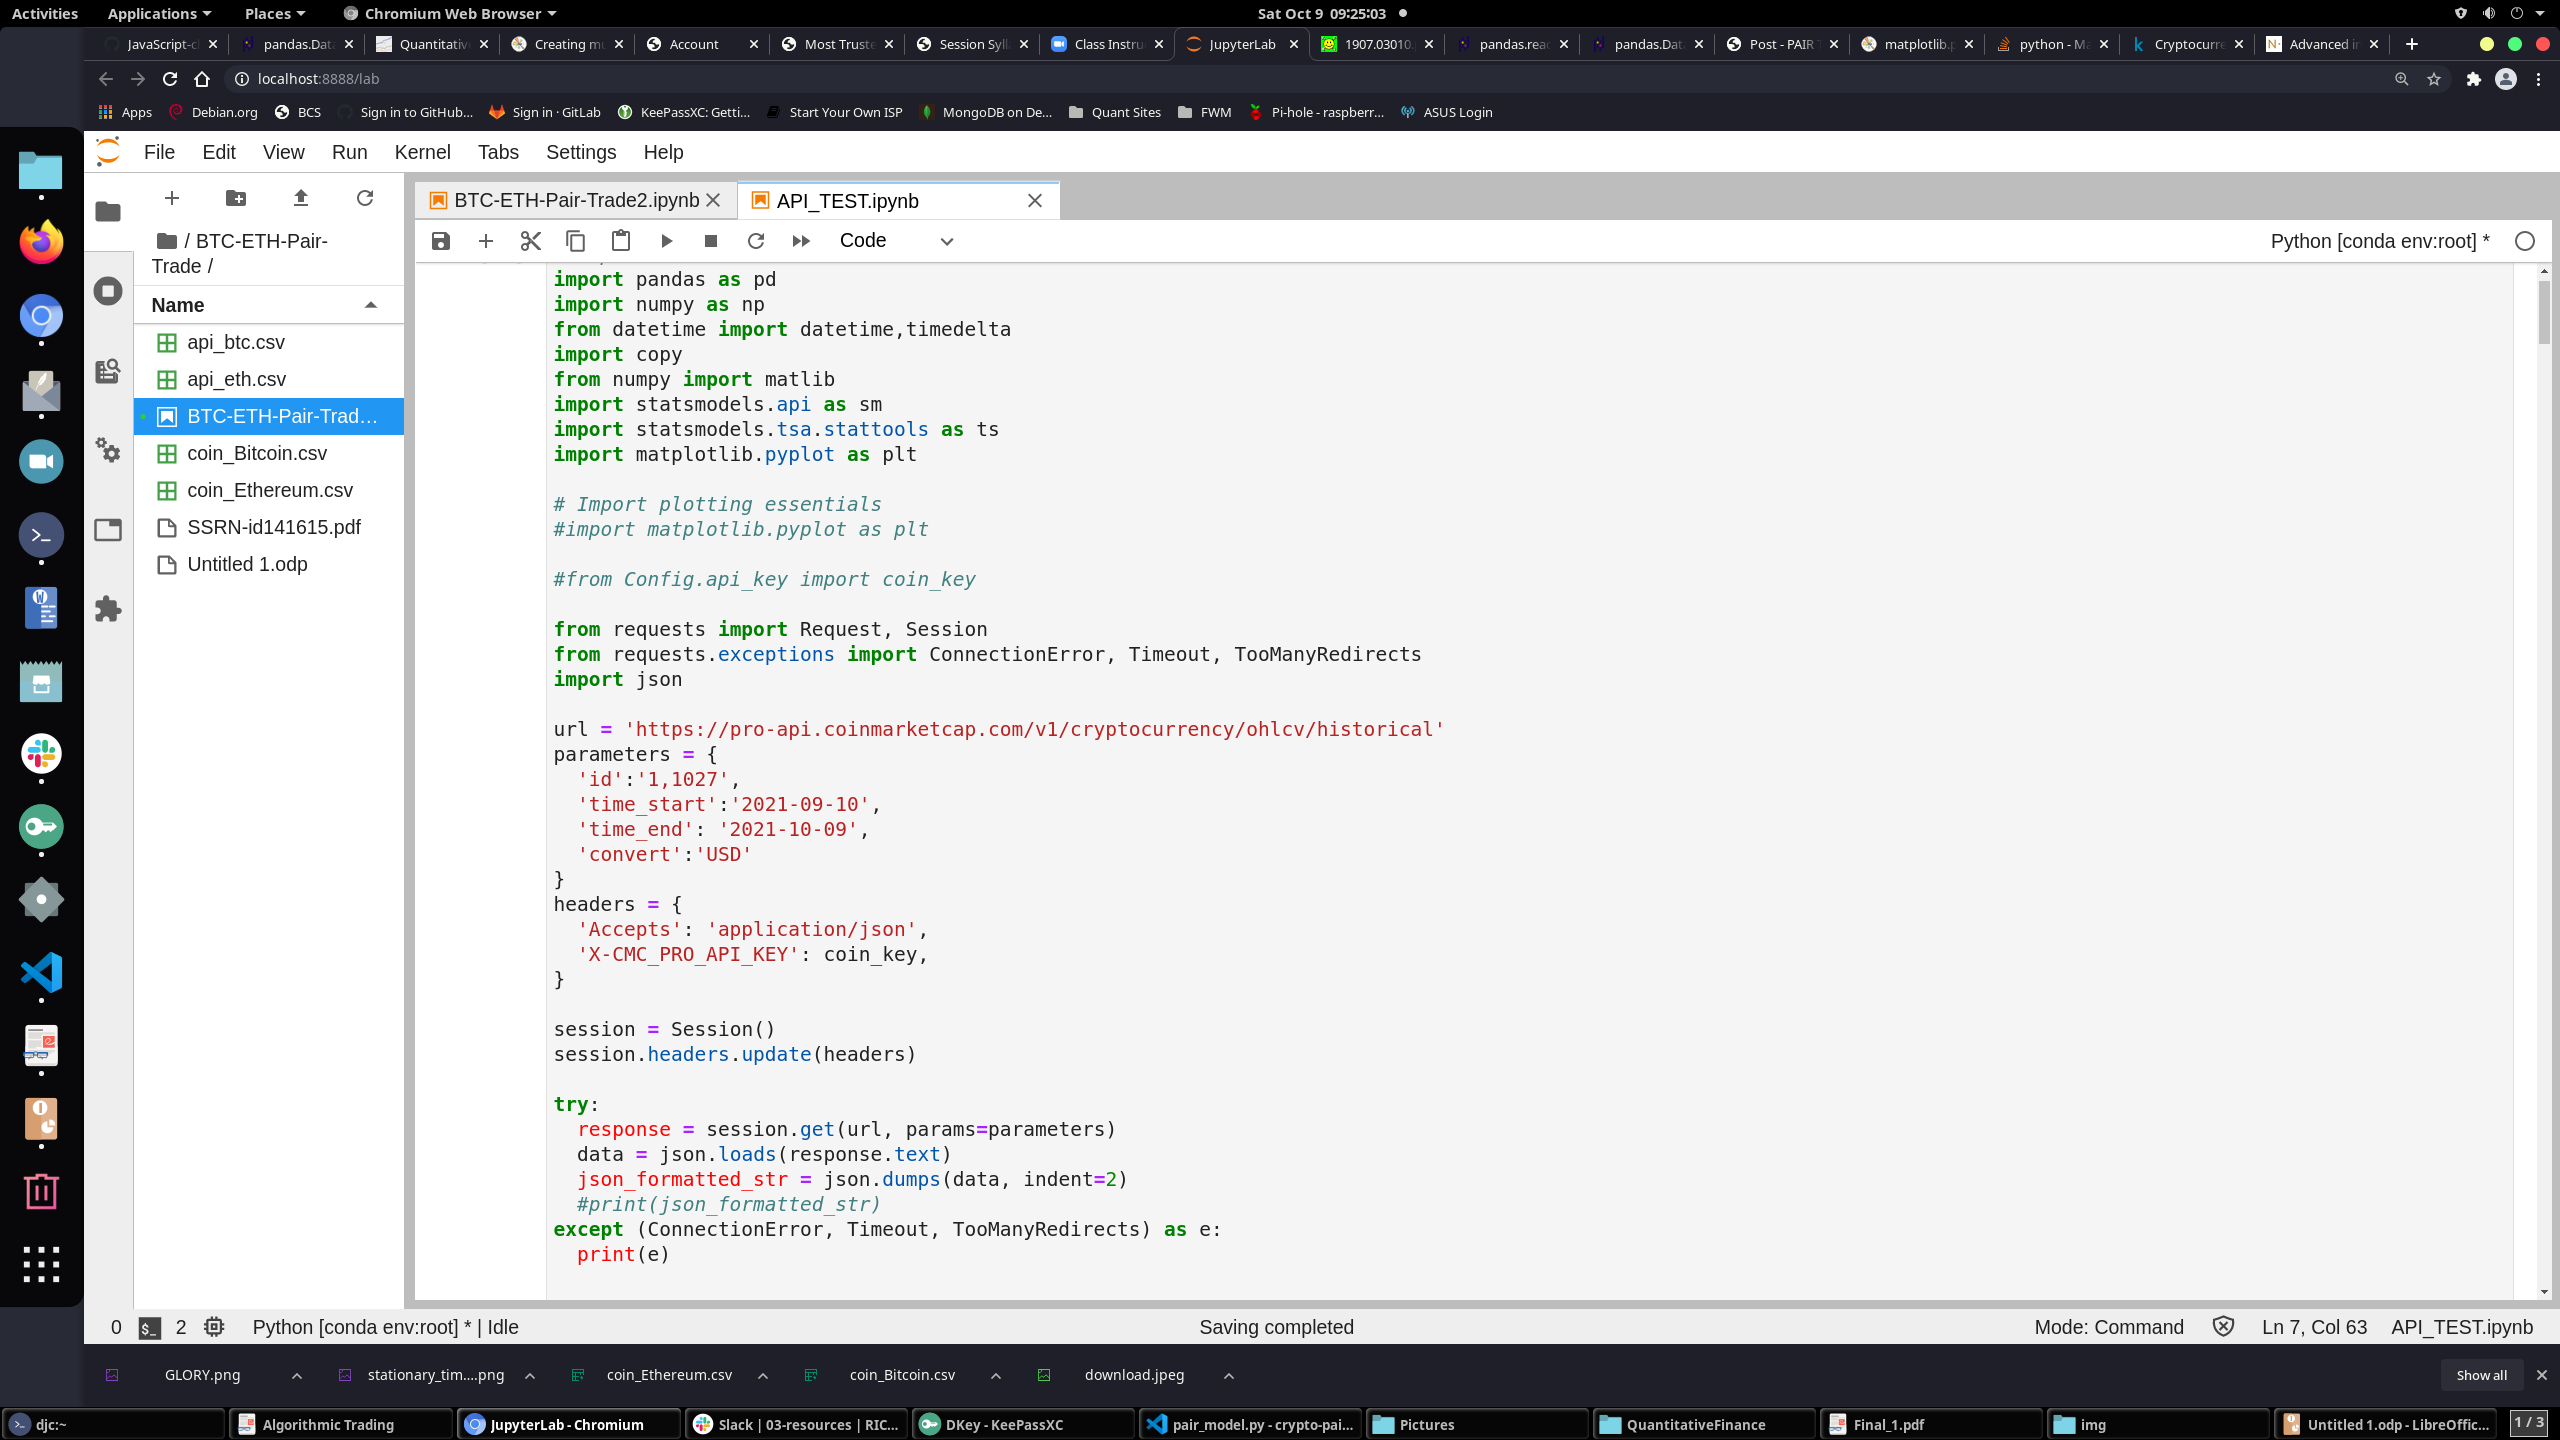 Activities Applications Places Chromium Web Browser Sat Oct 9 09:25:03
JavaScript-c pandas.Dat Quantitativ Creating mu Account Most Truste Session Syll Class Instru JupyterLab 1907.03010. pandas.read pandas.Dat Post - PAIR T matplotlib.p python - Ma Cryptocurre Advanced in
localhost:8888/lab
Apps Debian.org BCS Sign in to GitHub... Sign in · GitLab KeePassXC: Getti... Start Your Own ISP MongoDB on De... Quant Sites FWM Pi-hole - raspberr... ASUS Login
File Edit View Run Kernel Tabs Settings Help
BTC-ETH-Pair-Trade2.ipynb API_TEST.ipynb
Code Python [conda env:root] *
/ BTC-ETH-Pair-
Trade /
Name
api_btc.csv
api_eth.csv
BTC-ETH-Pair-Trad…
coin_Bitcoin.csv
coin_Ethereum.csv
SSRN-id141615.pdf
Untitled 1.odp
import pandas as pd
import numpy as np
from datetime import datetime,timedelta
import copy
from numpy import matlib
import statsmodels.api as sm
import statsmodels.tsa.stattools as ts
import matplotlib.pyplot as plt
# Import plotting essentials
#import matplotlib.pyplot as plt
#from Config.api_key import coin_key
from requests import Request, Session
from requests.exceptions import ConnectionError, Timeout, TooManyRedirects
import json
url = 'https://pro-api.coinmarketcap.com/v1/cryptocurrency/ohlcv/historical'
parameters = {
'id':'1,1027',
'time_start':'2021-09-10',
'time_end': '2021-10-09',
'convert':'USD'
}
headers = {
'Accepts': 'application/json',
'X-CMC_PRO_API_KEY': coin_key,
}
session = Session()
session.headers.update(headers)
try:
response = session.get(url, params=parameters)
data = json.loads(response.text)
json_formatted_str = json.dumps(data, indent=2)
#print(json_formatted_str)
except (ConnectionError, Timeout, TooManyRedirects) as e:
print(e)
0 2 Python [conda env:root] * | Idle Saving completed Mode: Command Ln 7, Col 63 API_TEST.ipynb
GLORY.png stationary_tim....png coin_Ethereum.csv coin_Bitcoin.csv download.jpeg Show all
djc:~ Algorithmic Trading JupyterLab - Chromium Slack | 03-resources | RIC... DKey - KeePassXC pair_model.py - crypto-pai... Pictures QuantitativeFinance Final_1.pdf img Untitled 1.odp - LibreOffic... 1 / 3